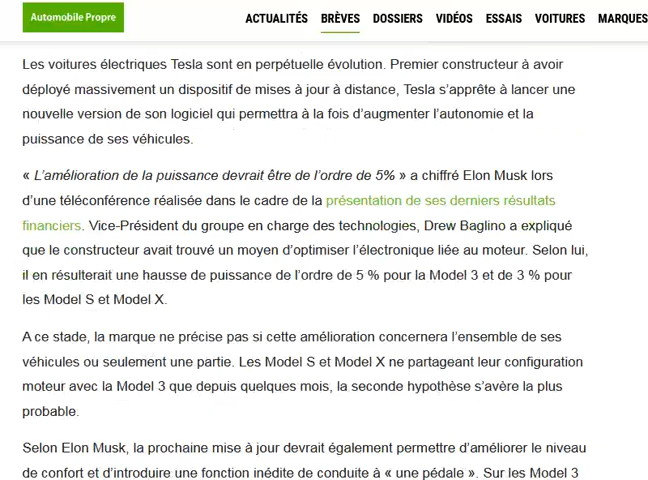 Automobile Propre
ACTUALITÉS BRÈVES DOSSIERS VIDÉOS ESSAIS VOITURES MARQUES
Les voitures électriques Tesla sont en perpétuelle évolution. Premier constructeur à avoir
déployé massivement un dispositif de mises à jour à distance, Tesla s’apprête à lancer une
nouvelle version de son logiciel qui permettra à la fois d’augmenter l’autonomie et la
puissance de ses véhicules.
« L’amélioration de la puissance devrait être de l’ordre de 5% » a chiffré Elon Musk lors
d’une téléconférence réalisée dans le cadre de la présentation de ses derniers résultats
financiers. Vice-Président du groupe en charge des technologies, Drew Baglino a expliqué
que le constructeur avait trouvé un moyen d’optimiser l’électronique liée au moteur. Selon lui,
il en résulterait une hausse de puissance de l’ordre de 5 % pour la Model 3 et de 3 % pour
les Model S et Model X.
A ce stade, la marque ne précise pas si cette amélioration concernera l’ensemble de ses
véhicules ou seulement une partie. Les Model S et Model X ne partageant leur configuration
moteur avec la Model 3 que depuis quelques mois, la seconde hypothèse s’avère la plus
probable.
Selon Elon Musk, la prochaine mise à jour devrait également permettre d’améliorer le niveau
de confort et d’introduire une fonction inédite de conduite à « une pédale ». Sur les Model 3